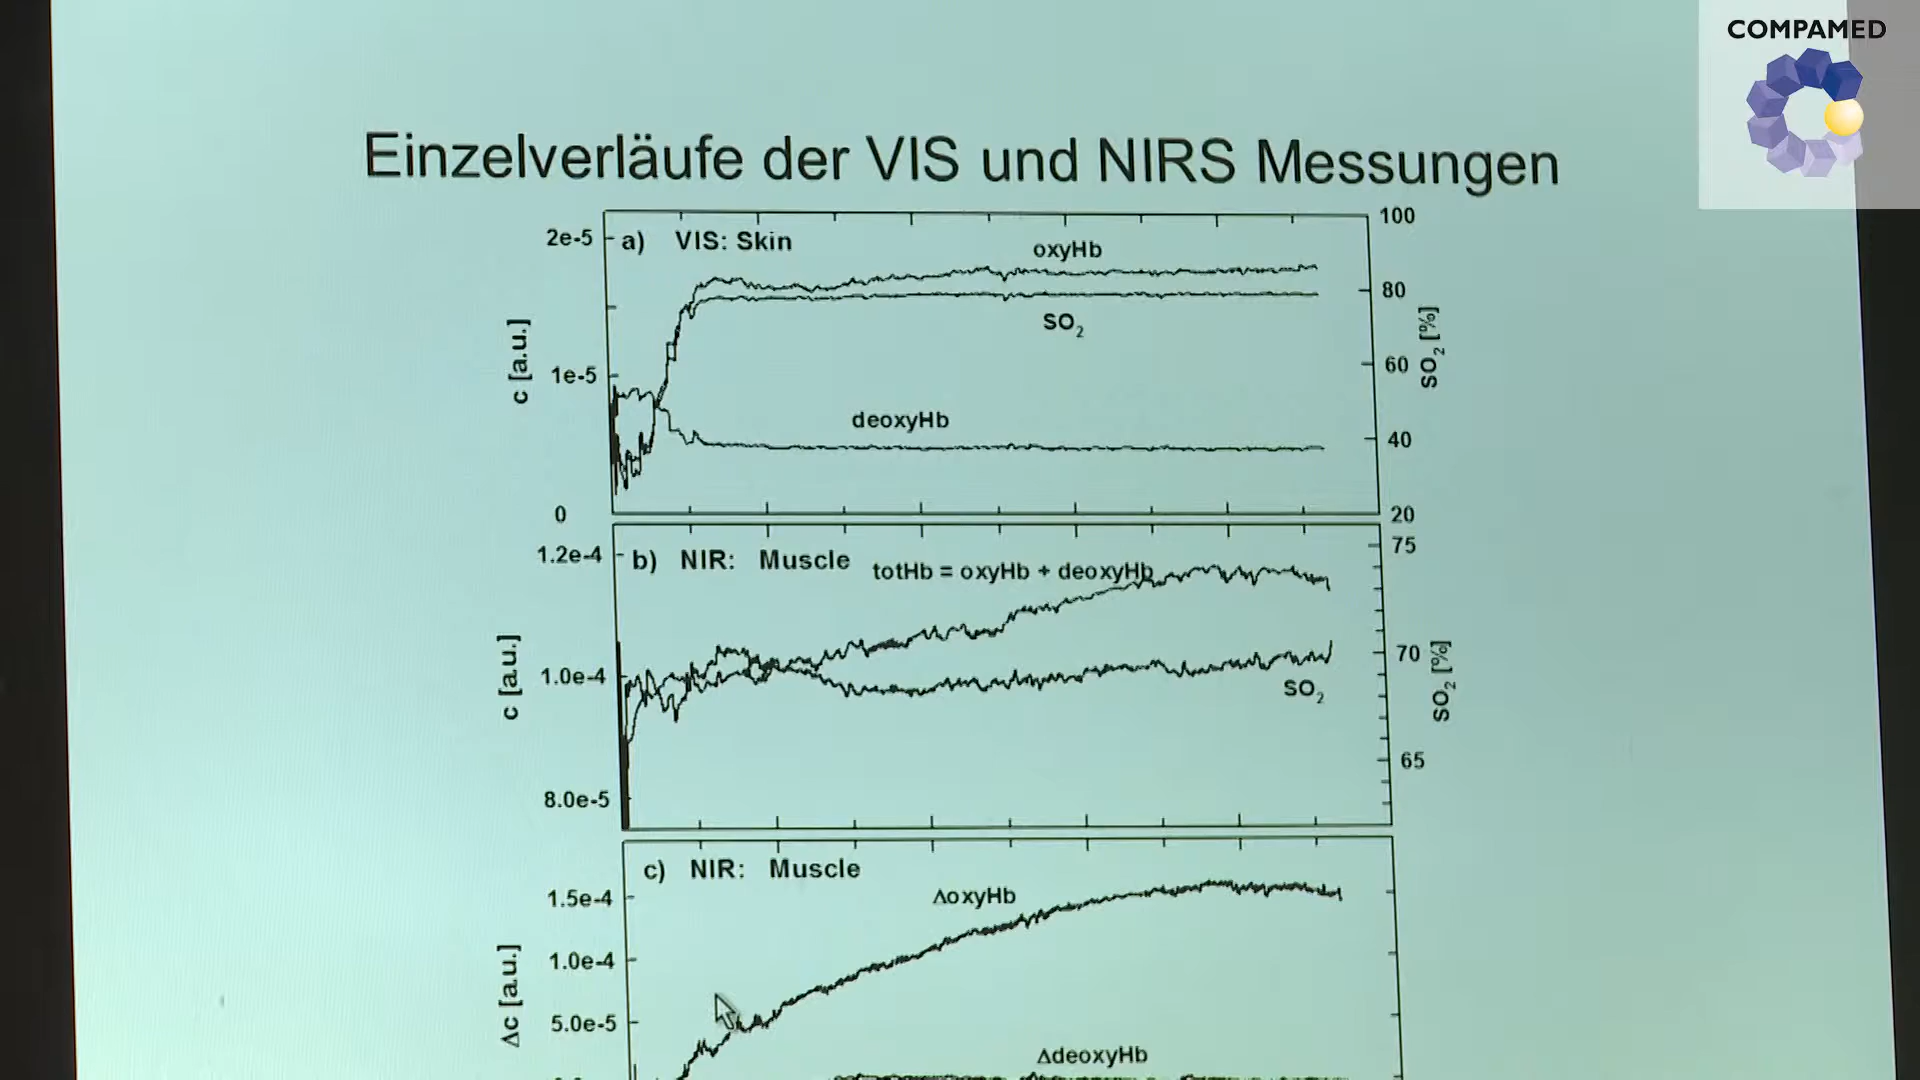 COMPAMED
Einzelverläufe der VIS und NIRS Messungen
a) VIS: Skin
oxyHb
SO2
deoxyHb
2e-5
1e-5
0
c [a.u.]
100
80
60
40
20
SO2 [%]
b) NIR: Muscle
totHb = oxyHb + deoxyHb
SO2
1.2e-4
1.0e-4
8.0e-5
c [a.u.]
75
70
65
SO2 [%]
c) NIR: Muscle
ΔoxyHb
ΔdeoxyHb
1.5e-4
1.0e-4
5.0e-5
Δc [a.u.]